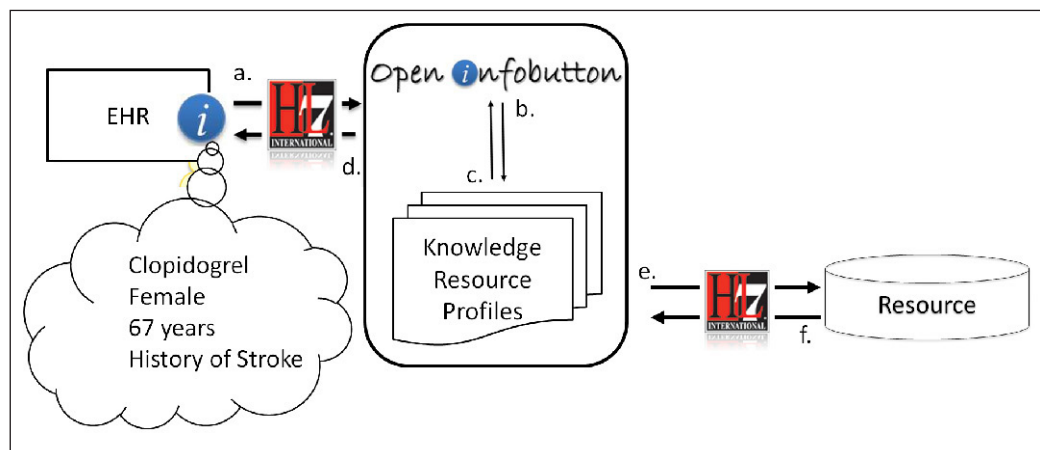 a.
EHR
i
HL7
INTERNATIONAL
d.
Open infobutton
b.
c.
Knowledge
Resource
Profiles
Clopidogrel
Female
67 years
History of Stroke
e.
HL7
INTERNATIONAL
f.
Resource